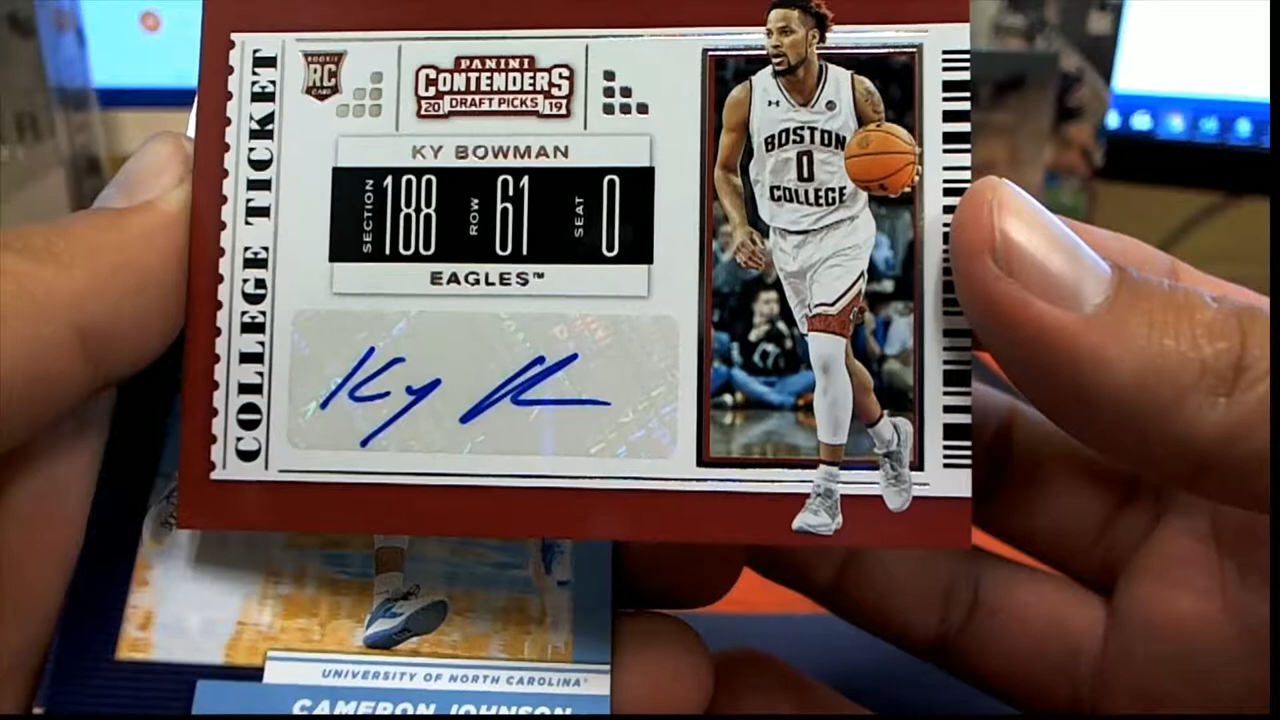 COLLEGE TICKET
ROOKIE
RC
CARD
PANINI
CONTENDERS
20 DRAFT PICKS 19
KY BOWMAN
SECTION 188 ROW 61 SEAT 0
EAGLES™
Ky
BOSTON
0
COLLEGE
UNIVERSITY OF NORTH CAROLINA
CAMERON JOHNSON